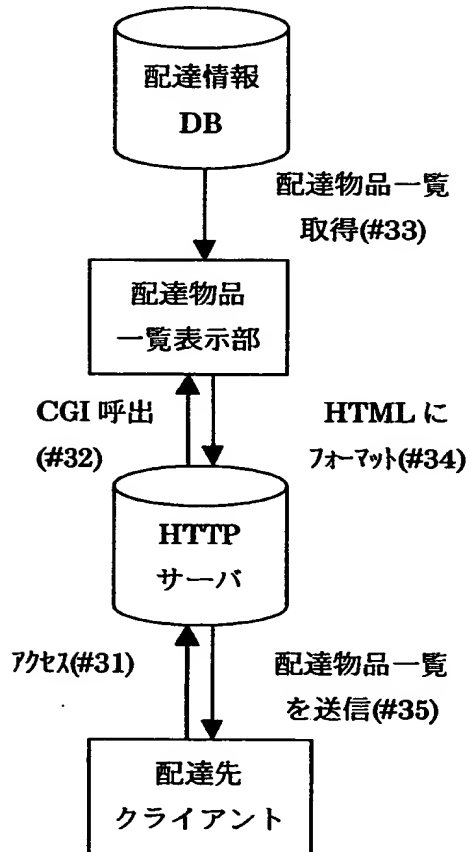 配達情報
DB
配達物品一覧
取得(#33)
配達物品
一覧表示部
CGI 呼出
(#32)
HTML に
ﾌｫｰﾏｯﾄ(#34)
HTTP
サーバ
ｱｸｾｽ(#31)
配達物品一覧
を送信(#35)
配達先
クライアント